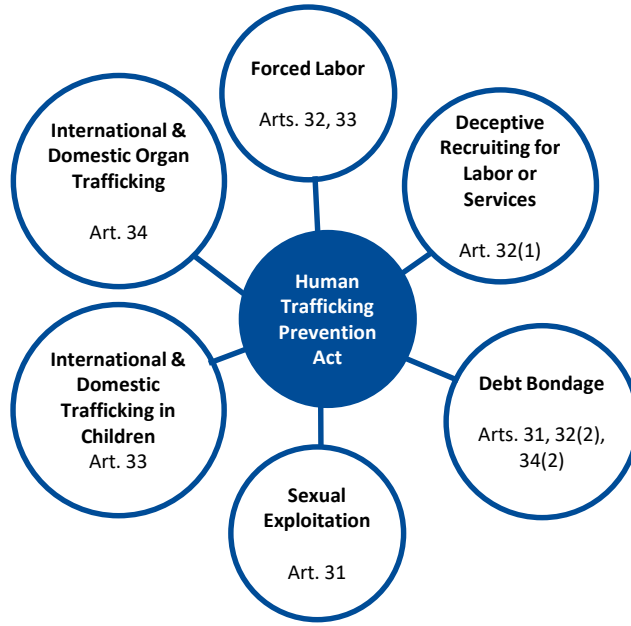 Forced Labor
Arts. 32, 33
International &
Domestic Organ
Trafficking
Art. 34
Deceptive
Recruiting for
Labor or
Services
Art. 32(1)
Human
Trafficking
Prevention
Act
International &
Domestic
Trafficking in
Children
Art. 33
Debt Bondage
Arts. 31, 32(2),
34(2)
Sexual
Exploitation
Art. 31